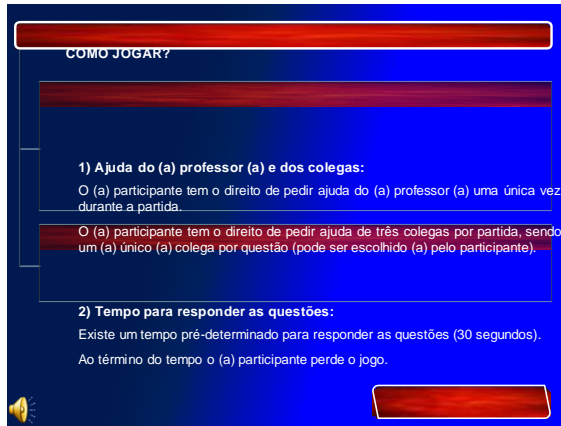 COMO JOGAR?
1) Ajuda do (a) professor (a) e dos colegas:
O (a) participante tem o direito de pedir ajuda do (a) professor (a) uma única vez
durante a partida.
O (a) participante tem o direito de pedir ajuda de três colegas por partida, sendo
um (a) único (a) colega por questão (pode ser escolhido (a) pelo participante).
2) Tempo para responder as questões:
Existe um tempo pré-determinado para responder as questões (30 segundos).
Ao término do tempo o (a) participante perde o jogo.